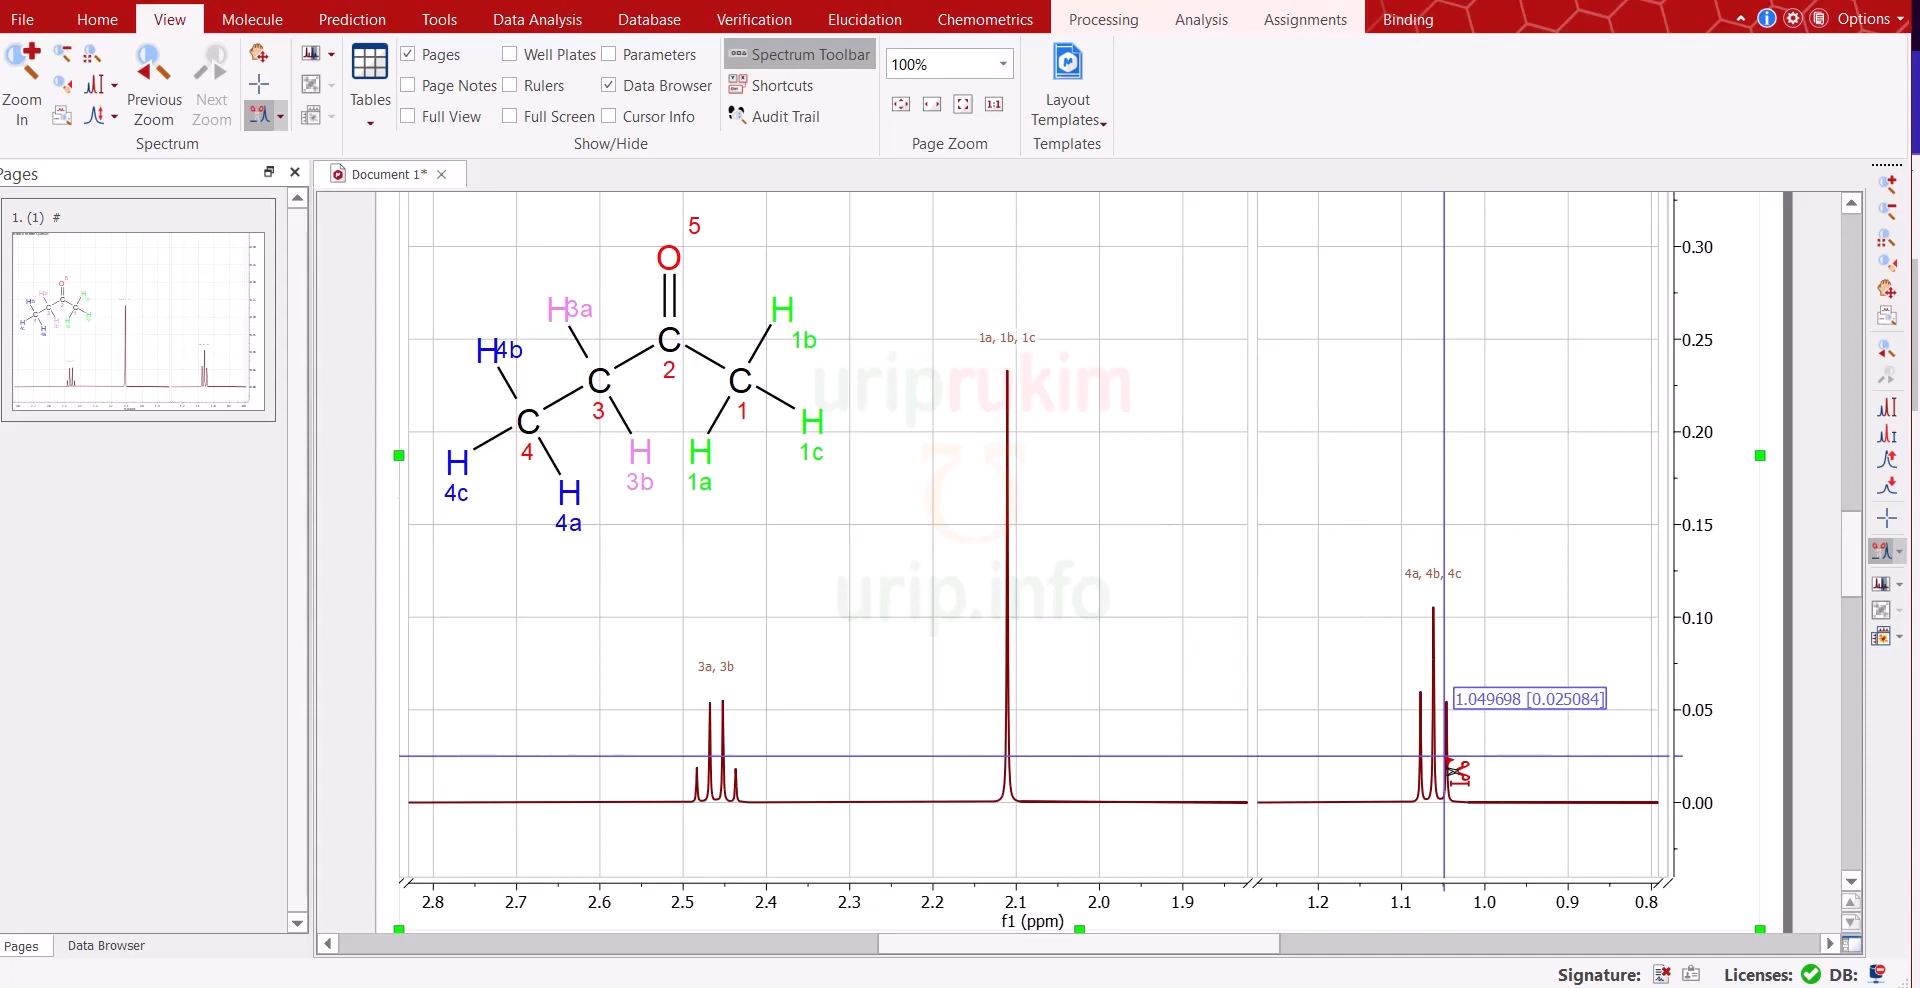 File Home View Molecule Prediction Tools Data Analysis Database Verification Elucidation Chemometrics Processing Analysis Assignments Binding Options
Zoom In
Previous Zoom
Next Zoom
Spectrum
Tables
Pages Well Plates Parameters
Page Notes Rulers Data Browser
Full View Full Screen Cursor Info
Show/Hide
Spectrum Toolbar
Shortcuts
Audit Trail
100%
1:1
Page Zoom
Layout Templates
Templates
Pages
Document 1*
1. (1) #
5
O
H 3a
H 1b
H 4b
C 2
C 3
C 1
C 4
H 4c
H 4a
H 3b
H 1a
H 1c
1a, 1b, 1c
uriprukim
urip.info
3a, 3b
4a, 4b, 4c
1.049698 [0.025084]
0.30
0.25
0.20
0.15
0.10
0.05
0.00
2.8 2.7 2.6 2.5 2.4 2.3 2.2 2.1 2.0 1.9 1.2 1.1 1.0 0.9 0.8
f1 (ppm)
Pages Data Browser
Signature: Licenses: DB: